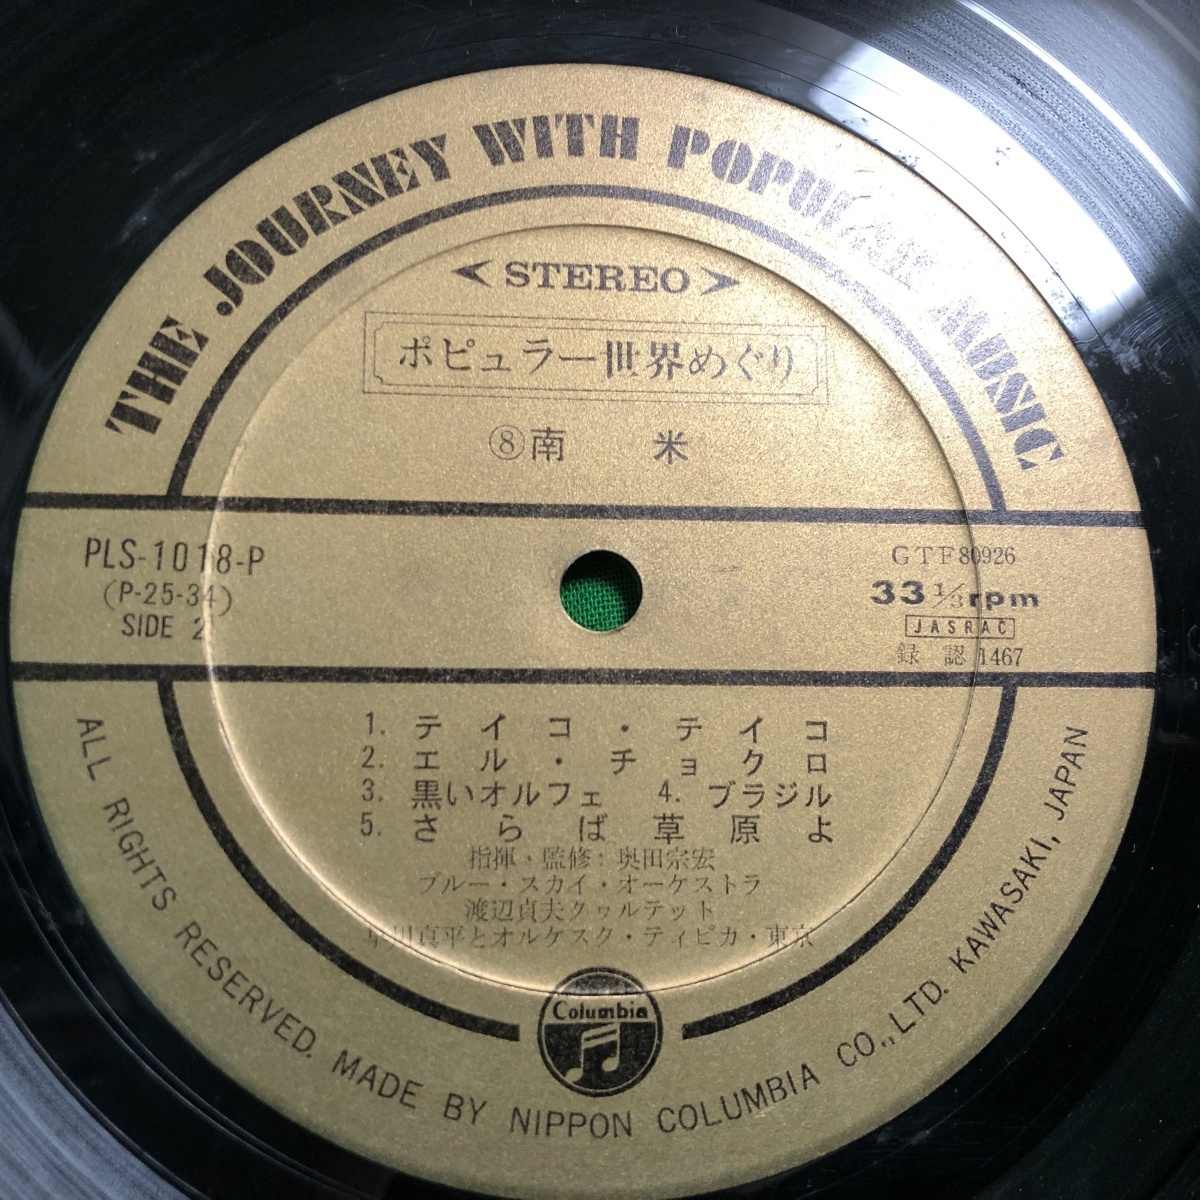 THE JOURNEY WITH POPULAR MUSIC
STEREO
ポピュラー世界めぐり
⑧南 米
PLS-1018-P
(P-25-34)
SIDE 2
GTF80926
33 1/3 rpm
JASRAC
録 認 1467
1. テイコ・テイコ
2. エル・チョクロ
3. 黒いオルフェ 4. ブラジル
5. さらば草原よ
指揮・監修:奥田宗宏
ブルー・スカイ・オーケストラ
渡辺貞夫クヮルテット
早川真平とオルケスタ・ティピカ・東京
Columbia
ALL RIGHTS RESERVED. MADE BY NIPPON COLUMBIA CO., LTD. KAWASAKI, JAPAN